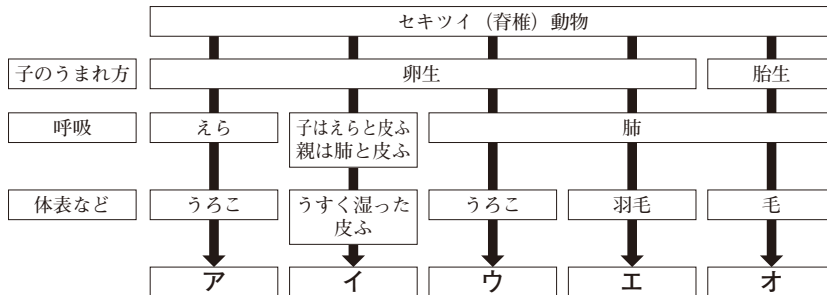 セキツイ（脊椎）動物
子のうまれ方
卵生
胎生
呼吸
えら
子はえらと皮ふ
親は肺と皮ふ
肺
体表など
うろこ
うすく湿った
皮ふ
うろこ
羽毛
毛
ア
イ
ウ
エ
オ